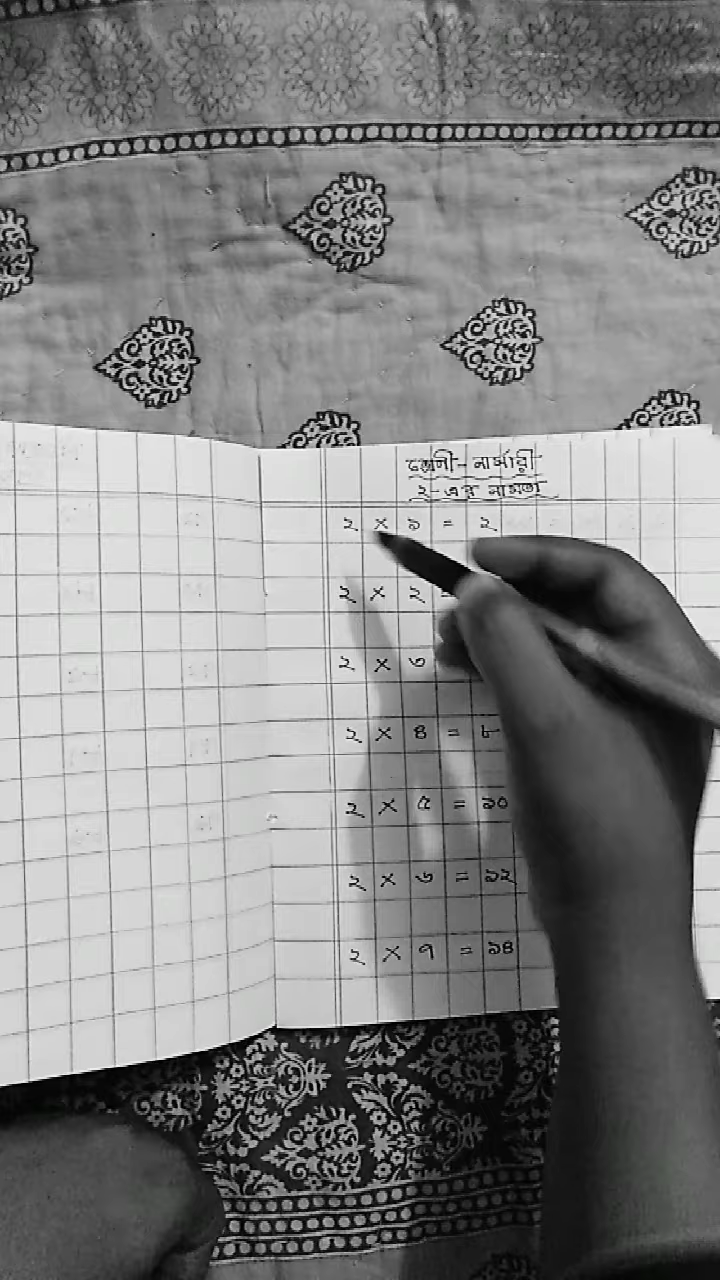 শ্রেণী - নার্সারী
২ - এর নামতা
২ × ১ = ২
২ × ২ =
২ × ৩
২ × ৪ = ৮
২ × ৫ = ১০
২ × ৬ = ১২
২ × ৭ = ১৪